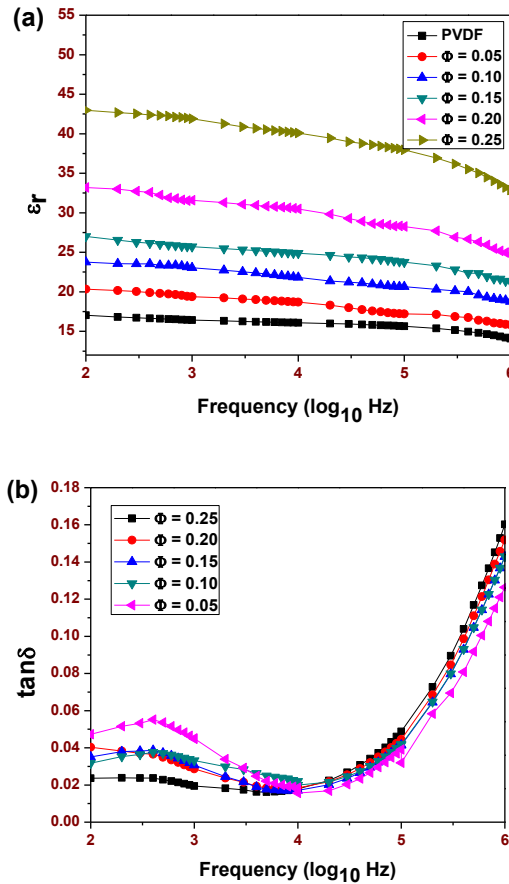 (a)
55
50
45
40
35
30
25
20
15
εr
PVDF
Φ = 0.05
Φ = 0.10
Φ = 0.15
Φ = 0.20
Φ = 0.25
2 3 4 5 6
Frequency (log10 Hz)
(b)
0.18
0.16
0.14
0.12
0.10
0.08
0.06
0.04
0.02
0.00
tanδ
Φ = 0.25
Φ = 0.20
Φ = 0.15
Φ = 0.10
Φ = 0.05
2 3 4 5 6
Frequency (log10 Hz)